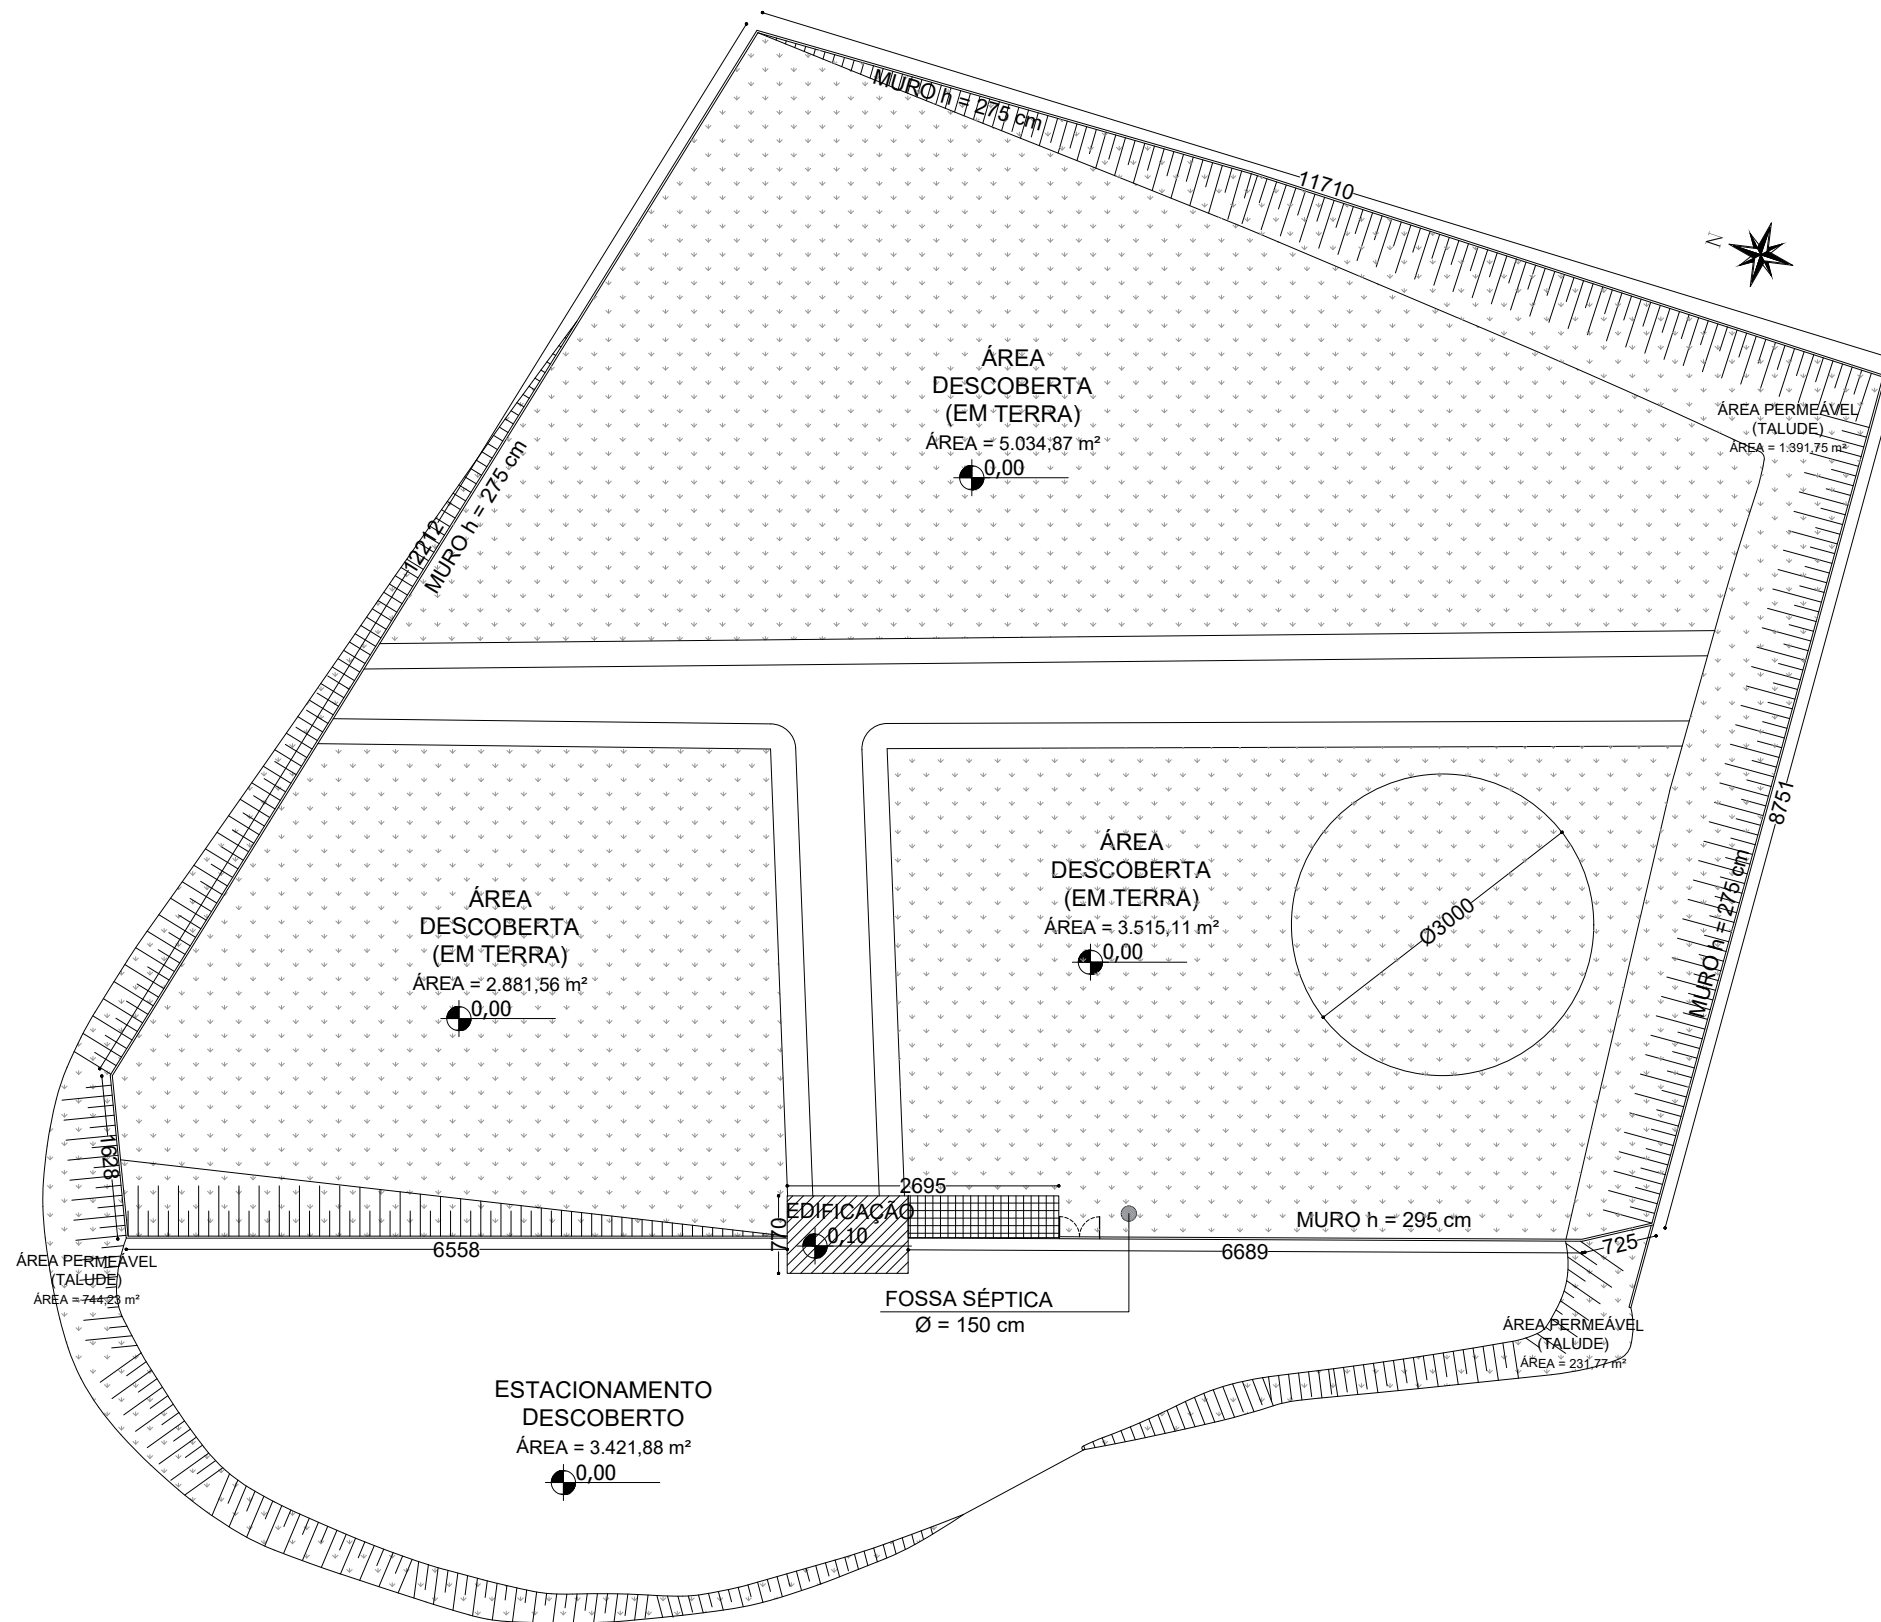 MURO h = 275 cm
11710
N
ÁREA
DESCOBERTA
(EM TERRA)
ÁREA = 5.034,87 m²
0,00
ÁREA PERMEÁVEL
(TALUDE)
ÁREA = 1.391,75 m²
12212
MURO h = 275 cm
8751
MURO h = 275 cm
ÁREA
DESCOBERTA
(EM TERRA)
ÁREA = 3.515,11 m²
0,00
Ø3000
ÁREA
DESCOBERTA
(EM TERRA)
ÁREA = 2.881,56 m²
0,00
1628
2695
EDIFICAÇÃO
0,10
770
MURO h = 295 cm
6558
6689
725
ÁREA PERMEÁVEL
(TALUDE)
ÁREA = 744,23 m²
FOSSA SÉPTICA
Ø = 150 cm
ÁREA PERMEÁVEL
(TALUDE)
ÁREA = 231,77 m²
ESTACIONAMENTO
DESCOBERTO
ÁREA = 3.421,88 m²
0,00